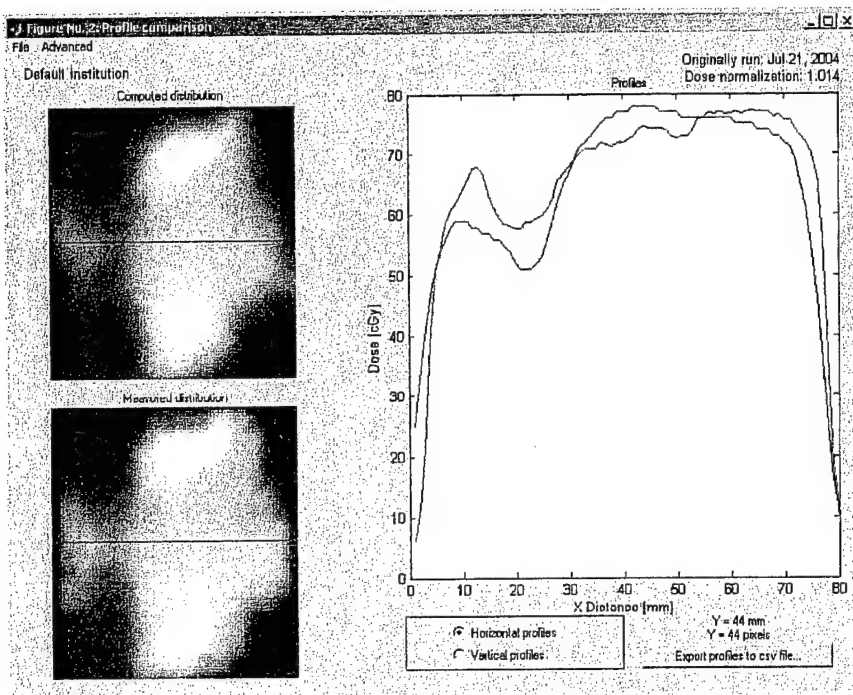 Figure No. 2: Profile comparison
File Advanced
Default institution
Originally run: Jul 21, 2004
Dose normalization: 1.014
Computed distribution
Measured distribution
Profiles
80
70
60
50
40
30
20
10
0
Dose [cGy]
0 10 20 30 40 50 60 70 80
X Distance [mm]
Horizontal profiles
Vertical profiles
Y = 44 mm
Y = 44 pixels
Export profiles to csv file...